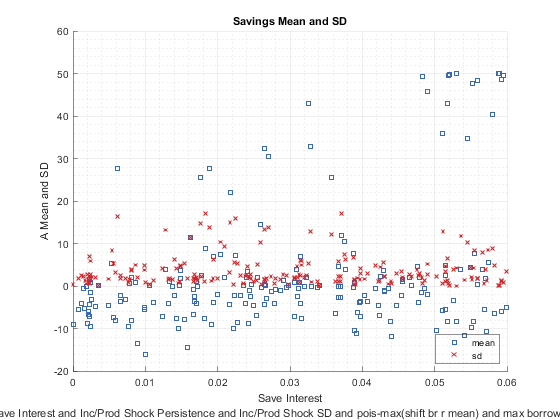 Savings Mean and SD
60
50
40
30
20
10
0
-10
-20
A Mean and SD
mean
sd
0 0.01 0.02 0.03 0.04 0.05 0.06
Save Interest
ave Interest and Inc/Prod Shock Persistence and Inc/Prod Shock SD and pois-max(shift br r mean) and max borrow